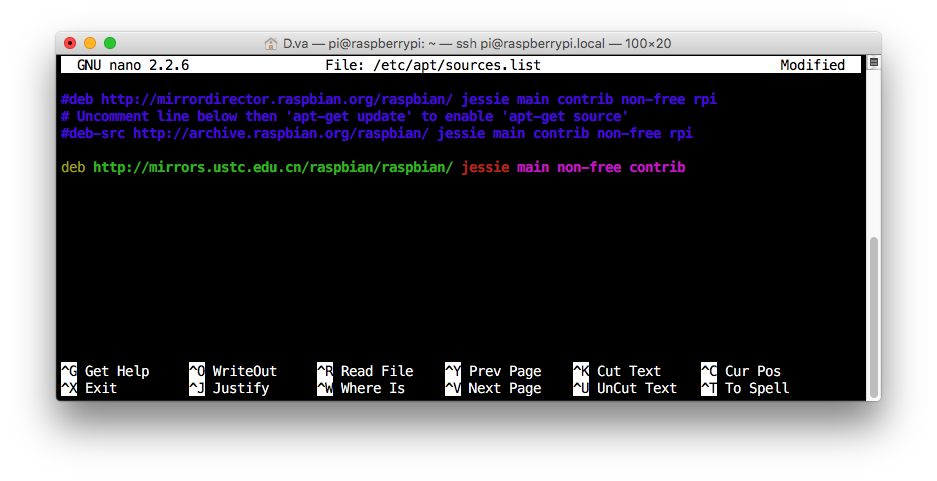 D.va — pi@raspberrypi: ~ — ssh pi@raspberrypi.local — 100×20
GNU nano 2.2.6 File: /etc/apt/sources.list Modified
#deb http://mirrordirector.raspbian.org/raspbian/ jessie main contrib non-free rpi
# Uncomment line below then 'apt-get update' to enable 'apt-get source'
#deb-src http://archive.raspbian.org/raspbian/ jessie main contrib non-free rpi
deb http://mirrors.ustc.edu.cn/raspbian/raspbian/ jessie main non-free contrib
^G Get Help ^O WriteOut ^R Read File ^Y Prev Page ^K Cut Text ^C Cur Pos
^X Exit ^J Justify ^W Where Is ^V Next Page ^U UnCut Text ^T To Spell